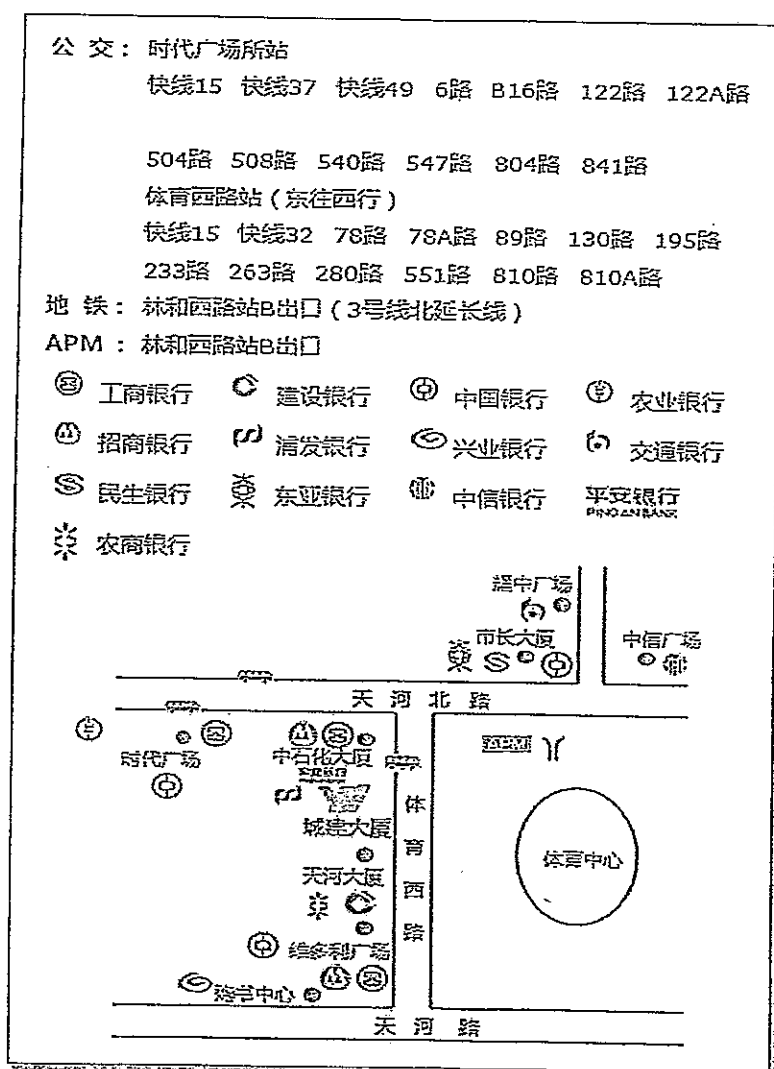 公 交： 时代广场所站
快线15 快线37 快线49 6路 B16路 122路 122A路
504路 508路 540路 547路 804路 841路
体育西路站（东往西行）
快线15 快线32 78路 78A路 89路 130路 195路
233路 263路 280路 551路 810路 810A路
地 铁： 林和西路站B出口（3号线北延长线）
APM： 林和西路站B出口
工商银行 建设银行 中国银行 农业银行
招商银行 浦发银行 兴业银行 交通银行
民生银行 东亚银行 中信银行 平安银行
PINGANBANK
农商银行
耀中广场
市长大厦 中信广场
天 河 北 路
APM
时代广场 中石化大厦
城建大厦
体育西路
体育中心
天河大厦
维多利广场
天 河 路